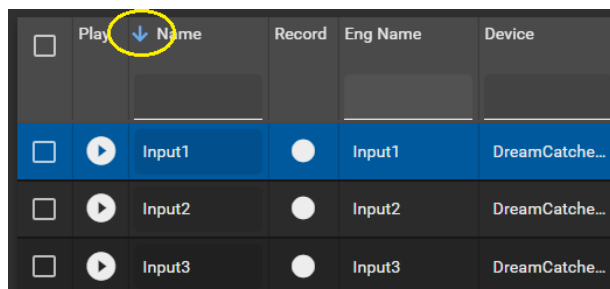 Play Name Record Eng Name Device
Input1 Input1 DreamCatche...
Input2 Input2 DreamCatche...
Input3 Input3 DreamCatche...